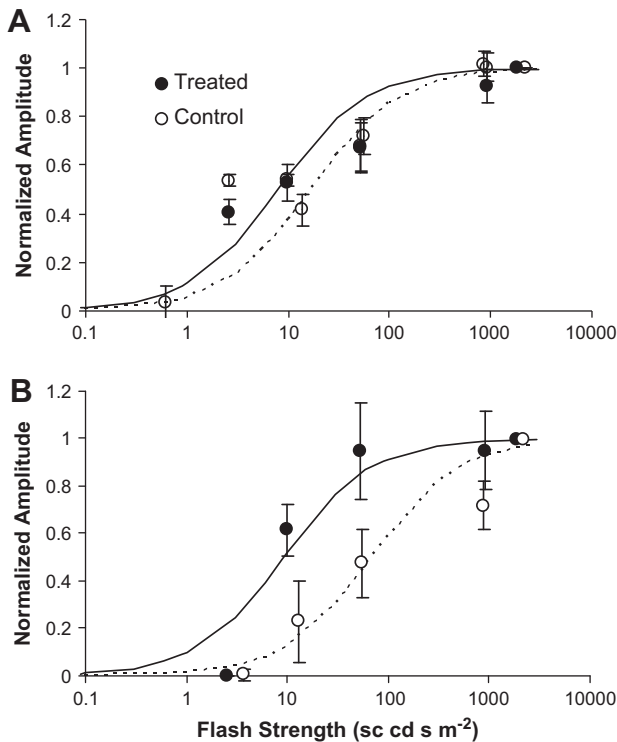 A
1.2
1
0.8
0.6
0.4
0.2
0
Normalized Amplitude
Treated
Control
0.1 1 10 100 1000 10000
B
1.2
1
0.8
0.6
0.4
0.2
0
Normalized Amplitude
0.1 1 10 100 1000 10000
Flash Strength (sc cd s m-2)